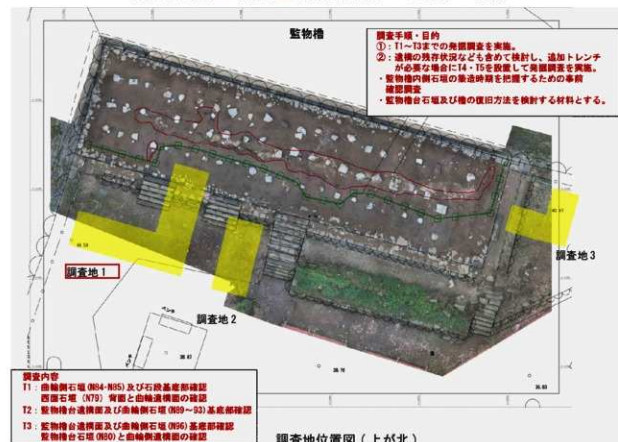 監物櫓
調査手順・目的
①：T1～T3までの発掘調査を実施。
②：遺構の残存状況なども含めて検討し、追加トレンチ
が必要な場合にT4・T5を設置して発掘調査を実施。
・監物櫓内側石垣の築造時期を把握するための事前
確認調査
・監物櫓台石垣及び櫓の復旧方法を検討する材料とする。
調査地3
調査地1
調査地2
ベンチ
調査内容
T1：曲輪側石垣(N84-N85)及び石段基底部確認
西面石垣（N79）背面と曲輪遺構面の確認
T2：監物櫓台遺構面及び曲輪側石垣(N89～93)基底部確認
T3：監物櫓台曲輪側石垣(N96)基底部確認
監物櫓台石垣(N80)と曲輪側遺構面の確認
調査地位置図（上が北）